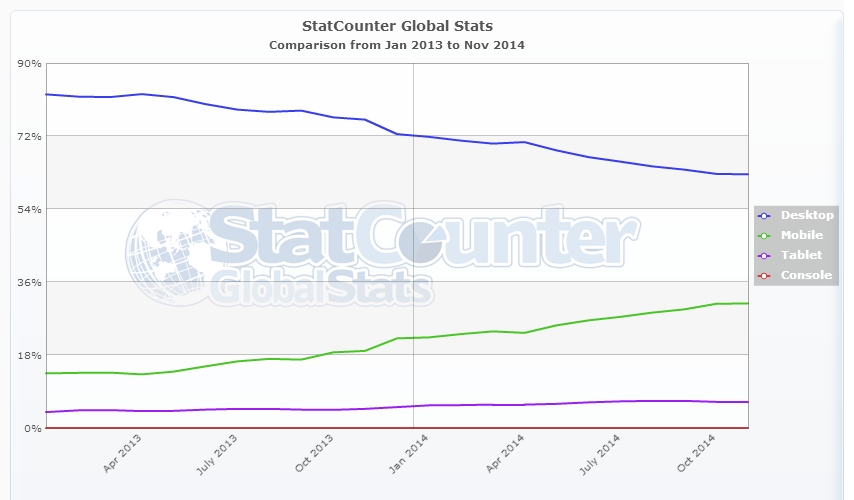 StatCounter Global Stats
Comparison from Jan 2013 to Nov 2014
90%
72%
54%
36%
18%
0%
StatCounter
GlobalStats
Desktop
Mobile
Tablet
Console
Apr 2013
July 2013
Oct 2013
Jan 2014
Apr 2014
July 2014
Oct 2014